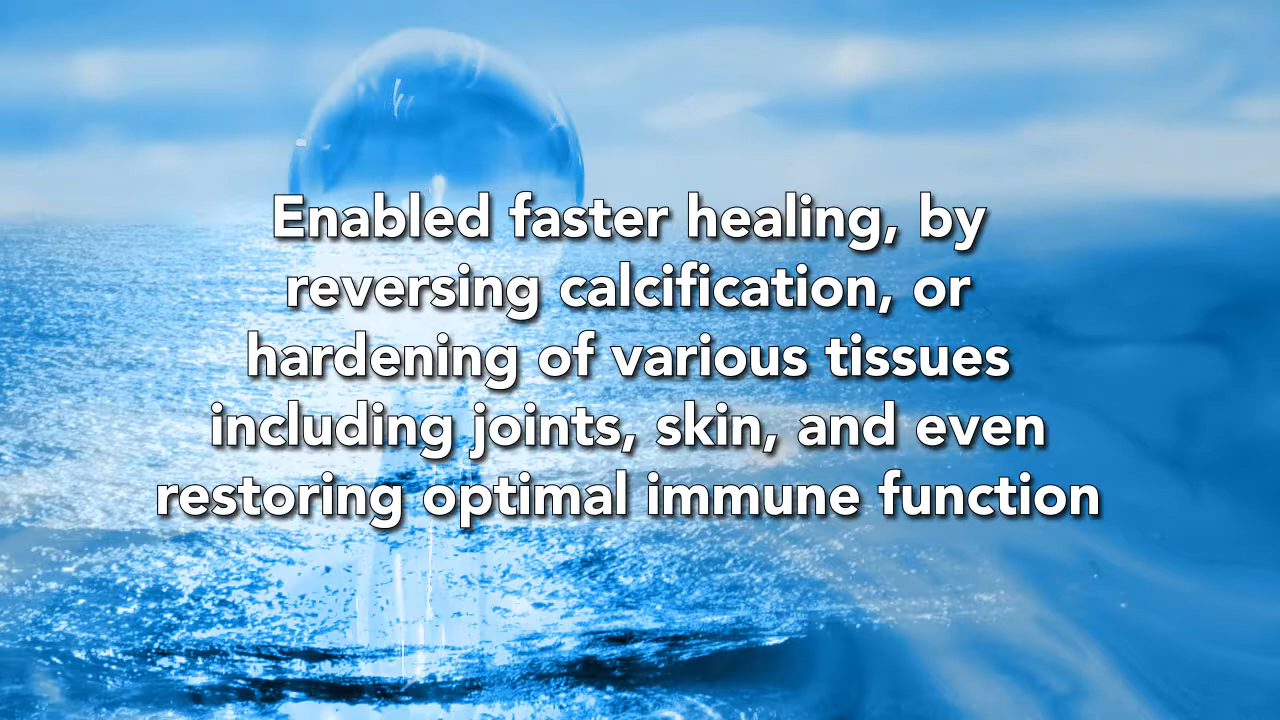 Enabled faster healing, by
reversing calcification, or
hardening of various tissues
including joints, skin, and even
restoring optimal immune function